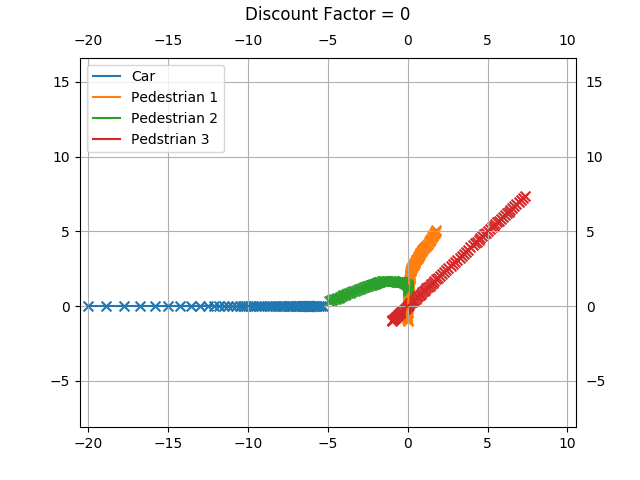 Discount Factor = 0
−20 −15 −10 −5 0 5 10
15 15
10 10
5 5
0 0
−5 −5
−20 −15 −10 −5 0 5 10
Car
Pedestrian 1
Pedestrian 2
Pedstrian 3